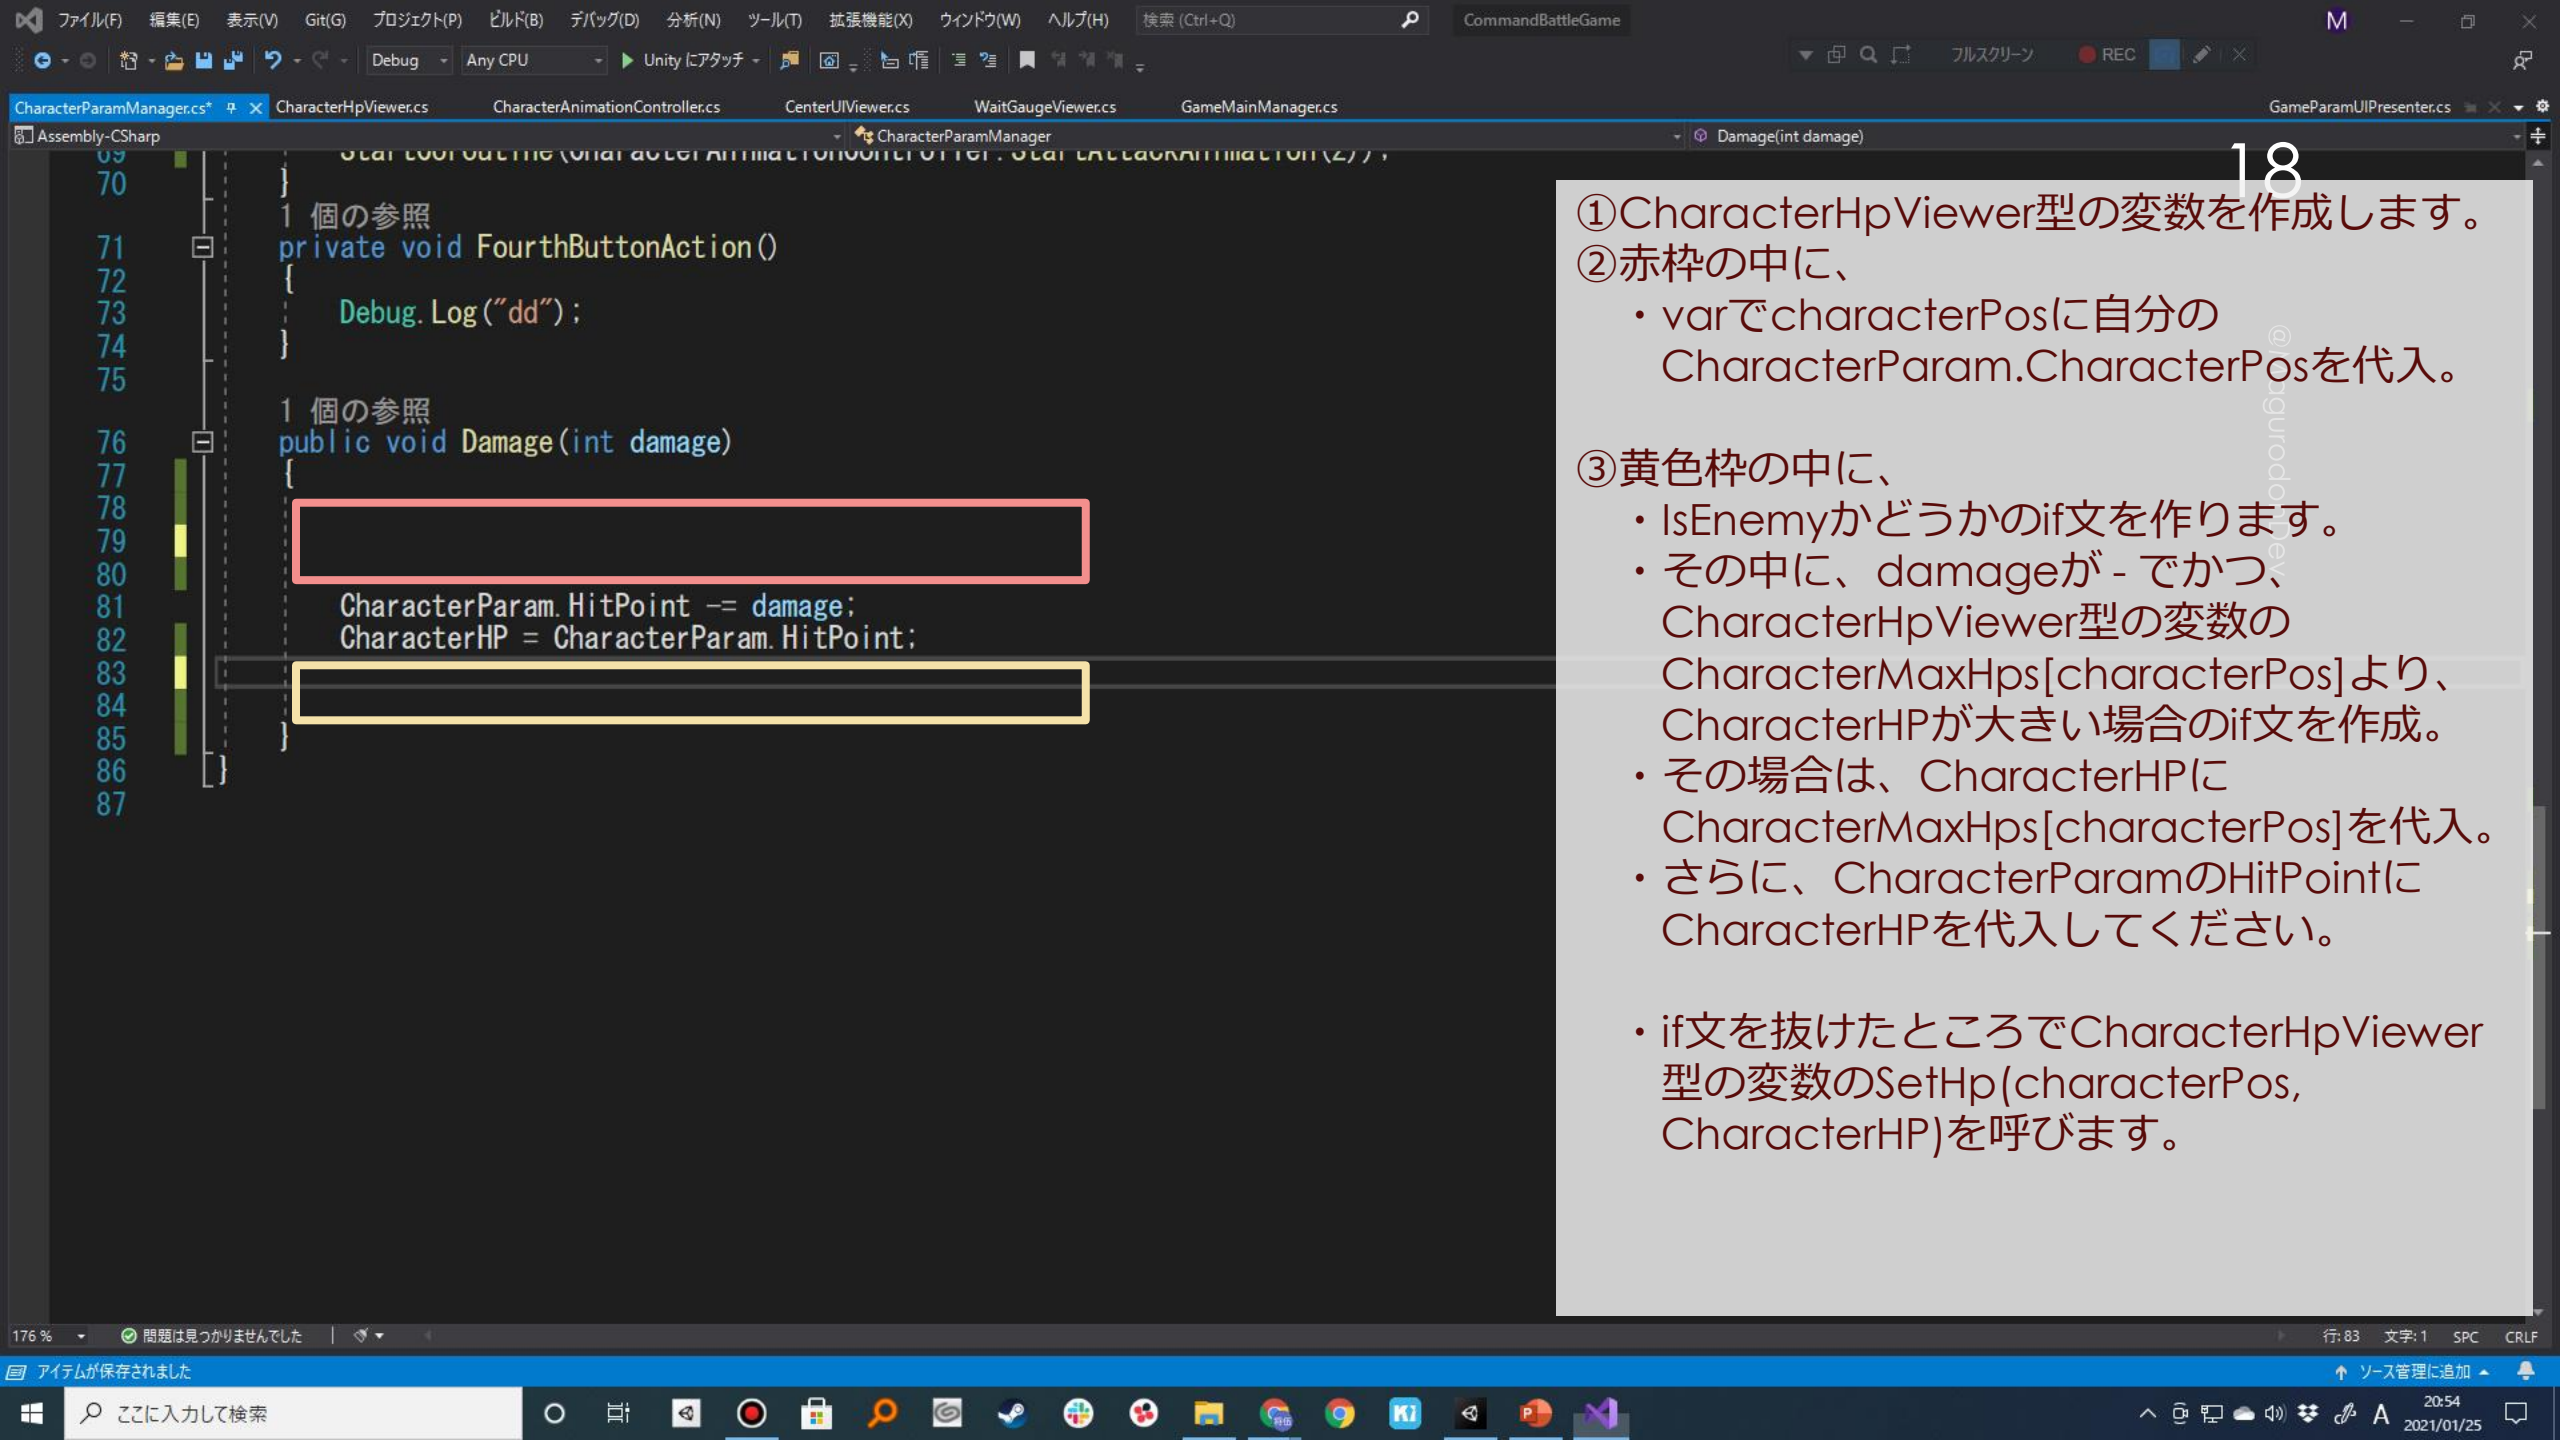 ファイル(F) 編集(E) 表示(V) Git(G) プロジェクト(P) ビルド(B) デバッグ(D) 分析(N) ツール(T) 拡張機能(X) ウィンドウ(W) ヘルプ(H) 検索 (Ctrl+Q) CommandBattleGame M
Debug Any CPU Unity にアタッチ フルスクリーン REC
CharacterParamManager.cs* CharacterHpViewer.cs CharacterAnimationController.cs CenterUIViewer.cs WaitGaugeViewer.cs GameMainManager.cs GameParamUIPresenter.cs
Assembly-CSharp CharacterParamManager Damage(int damage)
18
69 StartCoroutine(CharacterAnimationController.StartAttackAnimation(2));
70 }
1 個の参照
71 private void FourthButtonAction()
72 {
73 Debug.Log("dd");
74 }
75
1 個の参照
76 public void Damage(int damage)
77 {
78
79
80
81 CharacterParam.HitPoint -= damage;
82 CharacterHP = CharacterParam.HitPoint;
83
84
85 }
86 }
87
①CharacterHpViewer型の変数を作成します。
②赤枠の中に、
・varでcharacterPosに自分の
CharacterParam.CharacterPosを代入。
③黄色枠の中に、
・IsEnemyかどうかのif文を作ります。
・その中に、damageが - でかつ、
CharacterHpViewer型の変数の
CharacterMaxHps[characterPos]より、
CharacterHPが大きい場合のif文を作成。
・その場合は、CharacterHPに
CharacterMaxHps[characterPos]を代入。
・さらに、CharacterParamのHitPointに
CharacterHPを代入してください。
・if文を抜けたところでCharacterHpViewer
型の変数のSetHp(characterPos,
CharacterHP)を呼びます。
176 % 問題は見つかりませんでした 行: 83 文字: 1 SPC CRLF
アイテムが保存されました ソース管理に追加
ここに入力して検索 A 20:54
2021/01/25